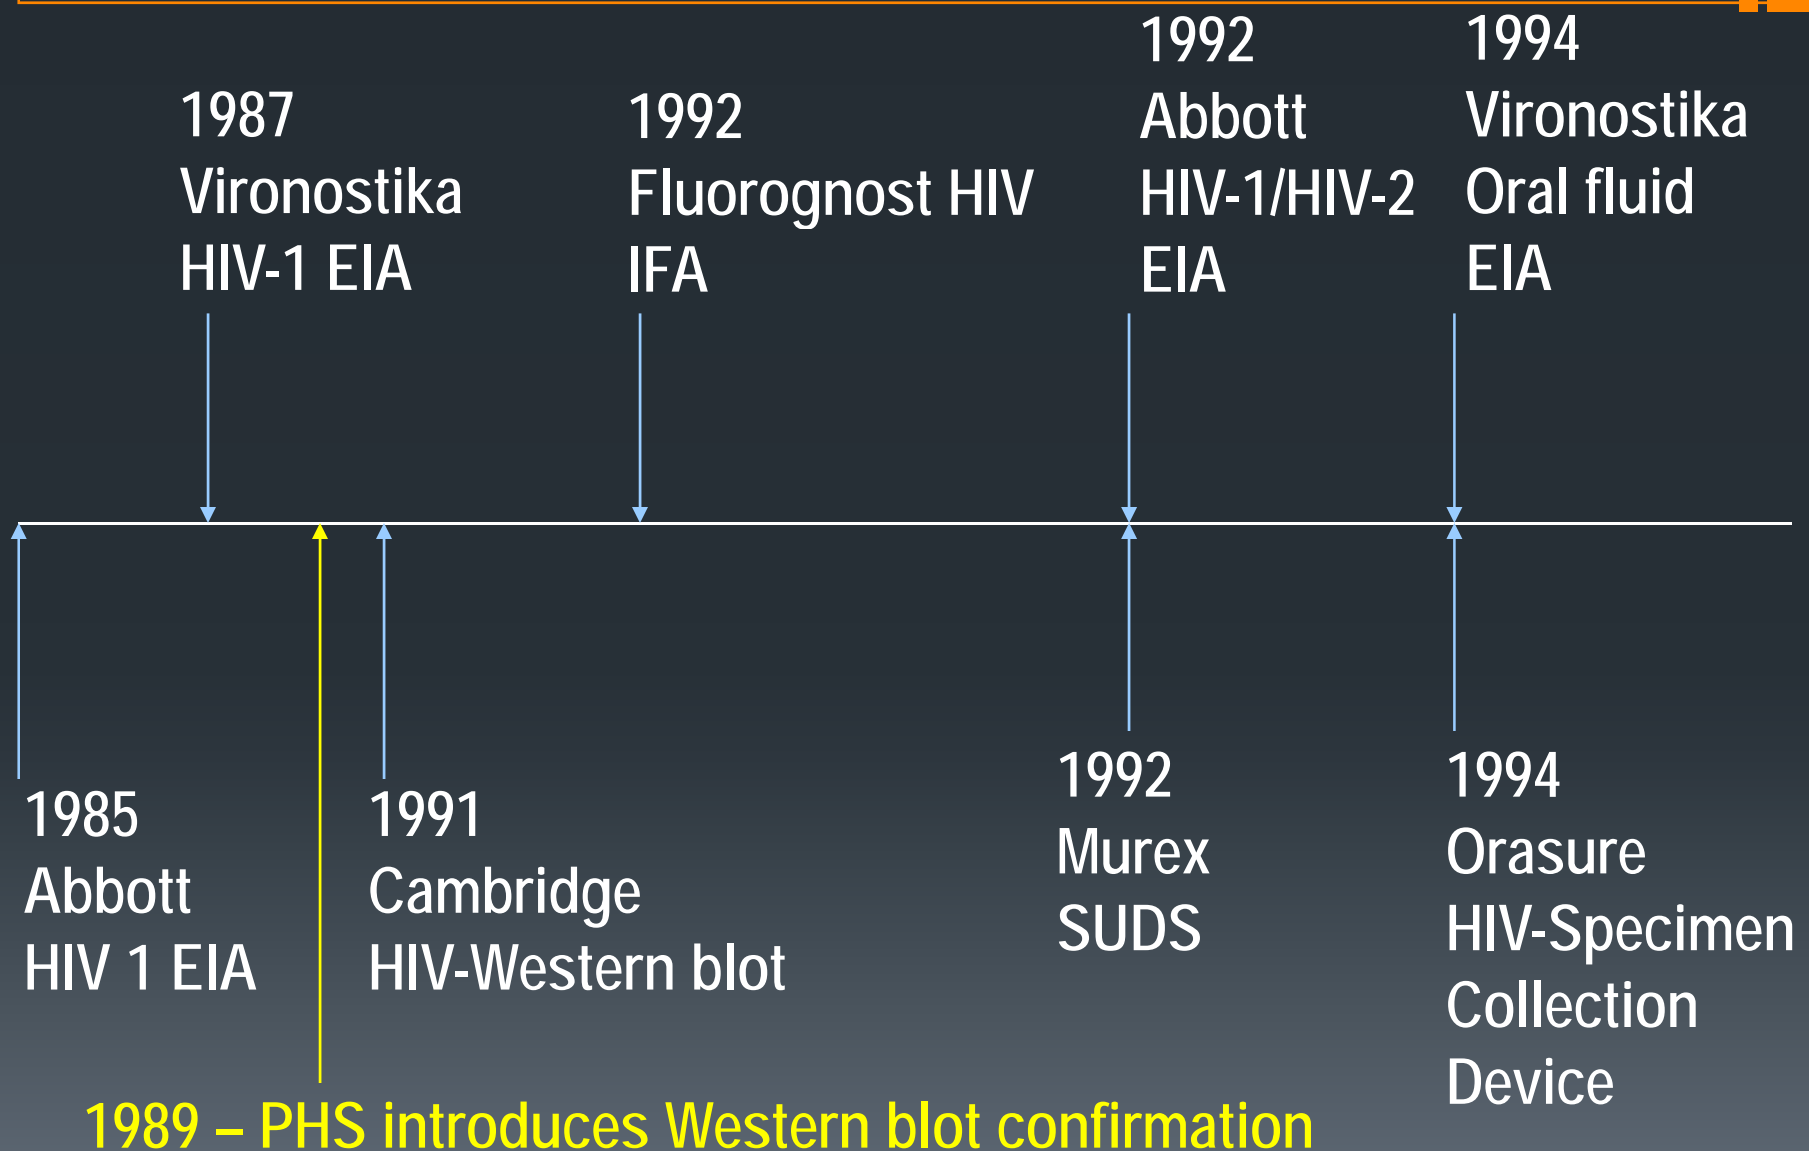 1987
Vironostika
HIV-1 EIA
1992
Fluorognost HIV
IFA
1992
Abbott
HIV-1/HIV-2
EIA
1994
Vironostika
Oral fluid
EIA
1985
Abbott
HIV 1 EIA
1991
Cambridge
HIV-Western blot
1992
Murex
SUDS
1994
Orasure
HIV-Specimen
Collection
Device
1989 – PHS introduces Western blot confirmation